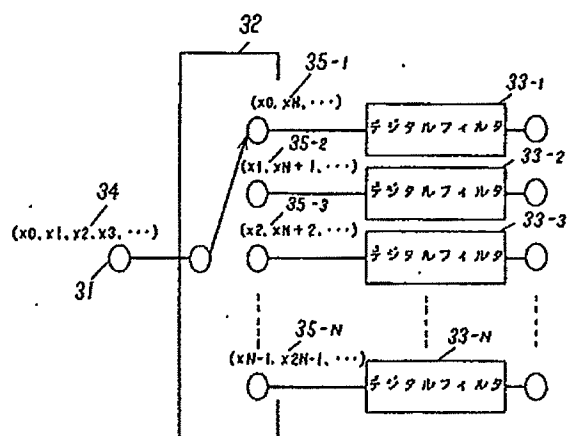 32
35-1
(x0, xN, ···)
33-1
デジタルフィルタ
35-2
(x1, xN+1, ···)
33-2
デジタルフィルタ
34
(x0, x1, x2, x3, ···)
31
35-3
(x2, xN+2, ···)
33-3
デジタルフィルタ
35-N
(xN-1, x2N-1, ···)
33-N
デジタルフィルタ